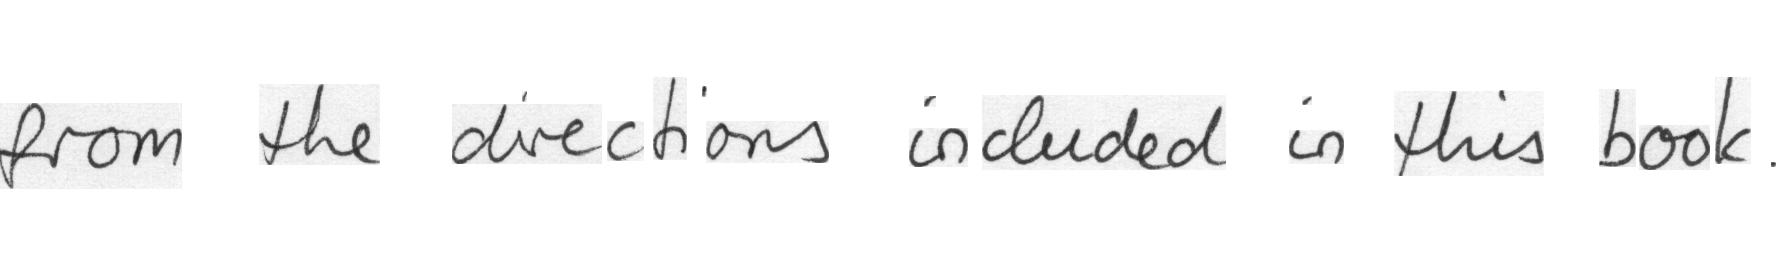 from the directions included in this book.